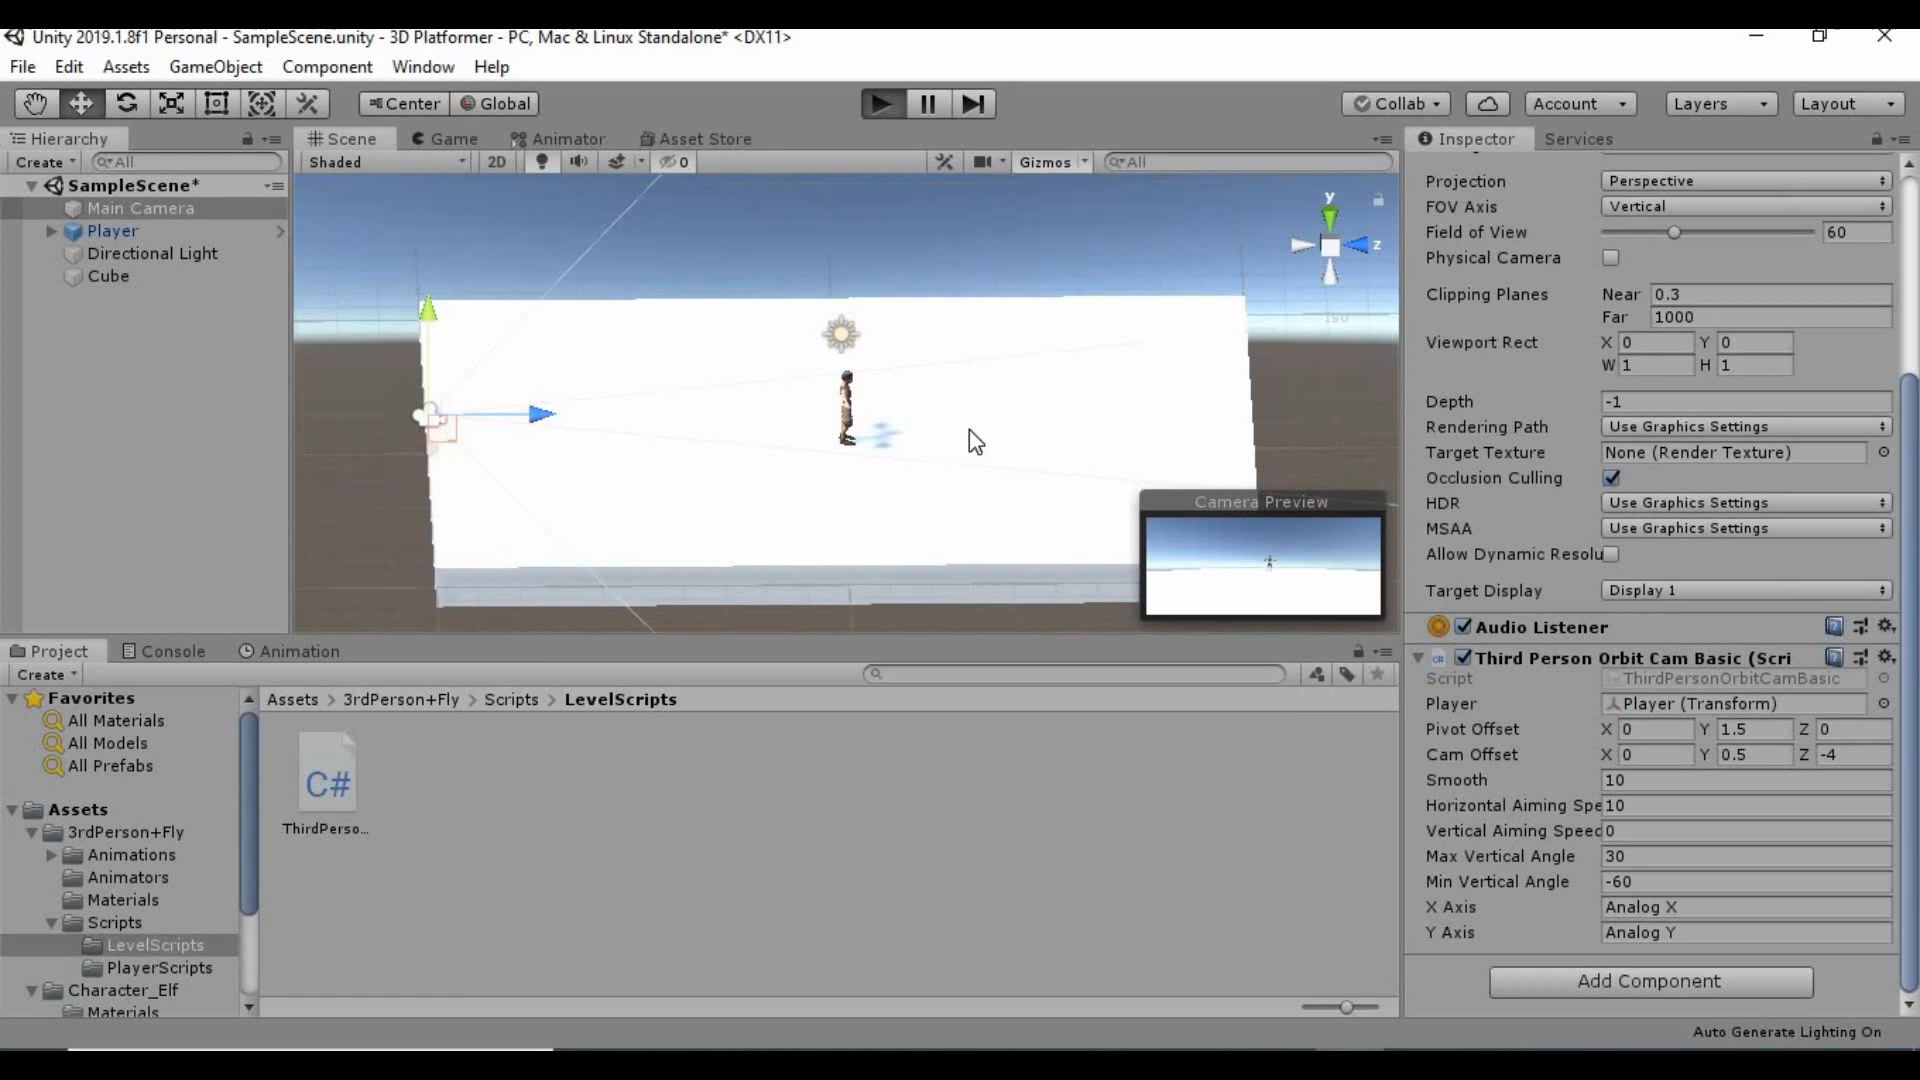 Unity 2019.1.8f1 Personal - SampleScene.unity - 3D Platformer - PC, Mac & Linux Standalone* <DX11>
File Edit Assets GameObject Component Window Help
Center Global Collab Account Layers Layout
Hierarchy
Create All
SampleScene*
Main Camera
Player
Directional Light
Cube
Scene Game Animator Asset Store
Shaded 2D 0 Gizmos All
y
z
Iso
Camera Preview
Inspector Services
Projection Perspective
FOV Axis Vertical
Field of View 60
Physical Camera
Clipping Planes Near 0.3
Far 1000
Viewport Rect X 0 Y 0
W 1 H 1
Depth -1
Rendering Path Use Graphics Settings
Target Texture None (Render Texture)
Occlusion Culling
HDR Use Graphics Settings
MSAA Use Graphics Settings
Allow Dynamic Resolu
Target Display Display 1
Audio Listener
Third Person Orbit Cam Basic (Scri
Script ThirdPersonOrbitCamBasic
Player Player (Transform)
Pivot Offset X 0 Y 1.5 Z 0
Cam Offset X 0 Y 0.5 Z -4
Smooth 10
Horizontal Aiming Spe 10
Vertical Aiming Speed 0
Max Vertical Angle 30
Min Vertical Angle -60
X Axis Analog X
Y Axis Analog Y
Add Component
Project Console Animation
Create
Favorites
All Materials
All Models
All Prefabs
Assets
3rdPerson+Fly
Animations
Animators
Materials
Scripts
LevelScripts
PlayerScripts
Character_Elf
Materials
Assets > 3rdPerson+Fly > Scripts > LevelScripts
C#
ThirdPerso...
Auto Generate Lighting On